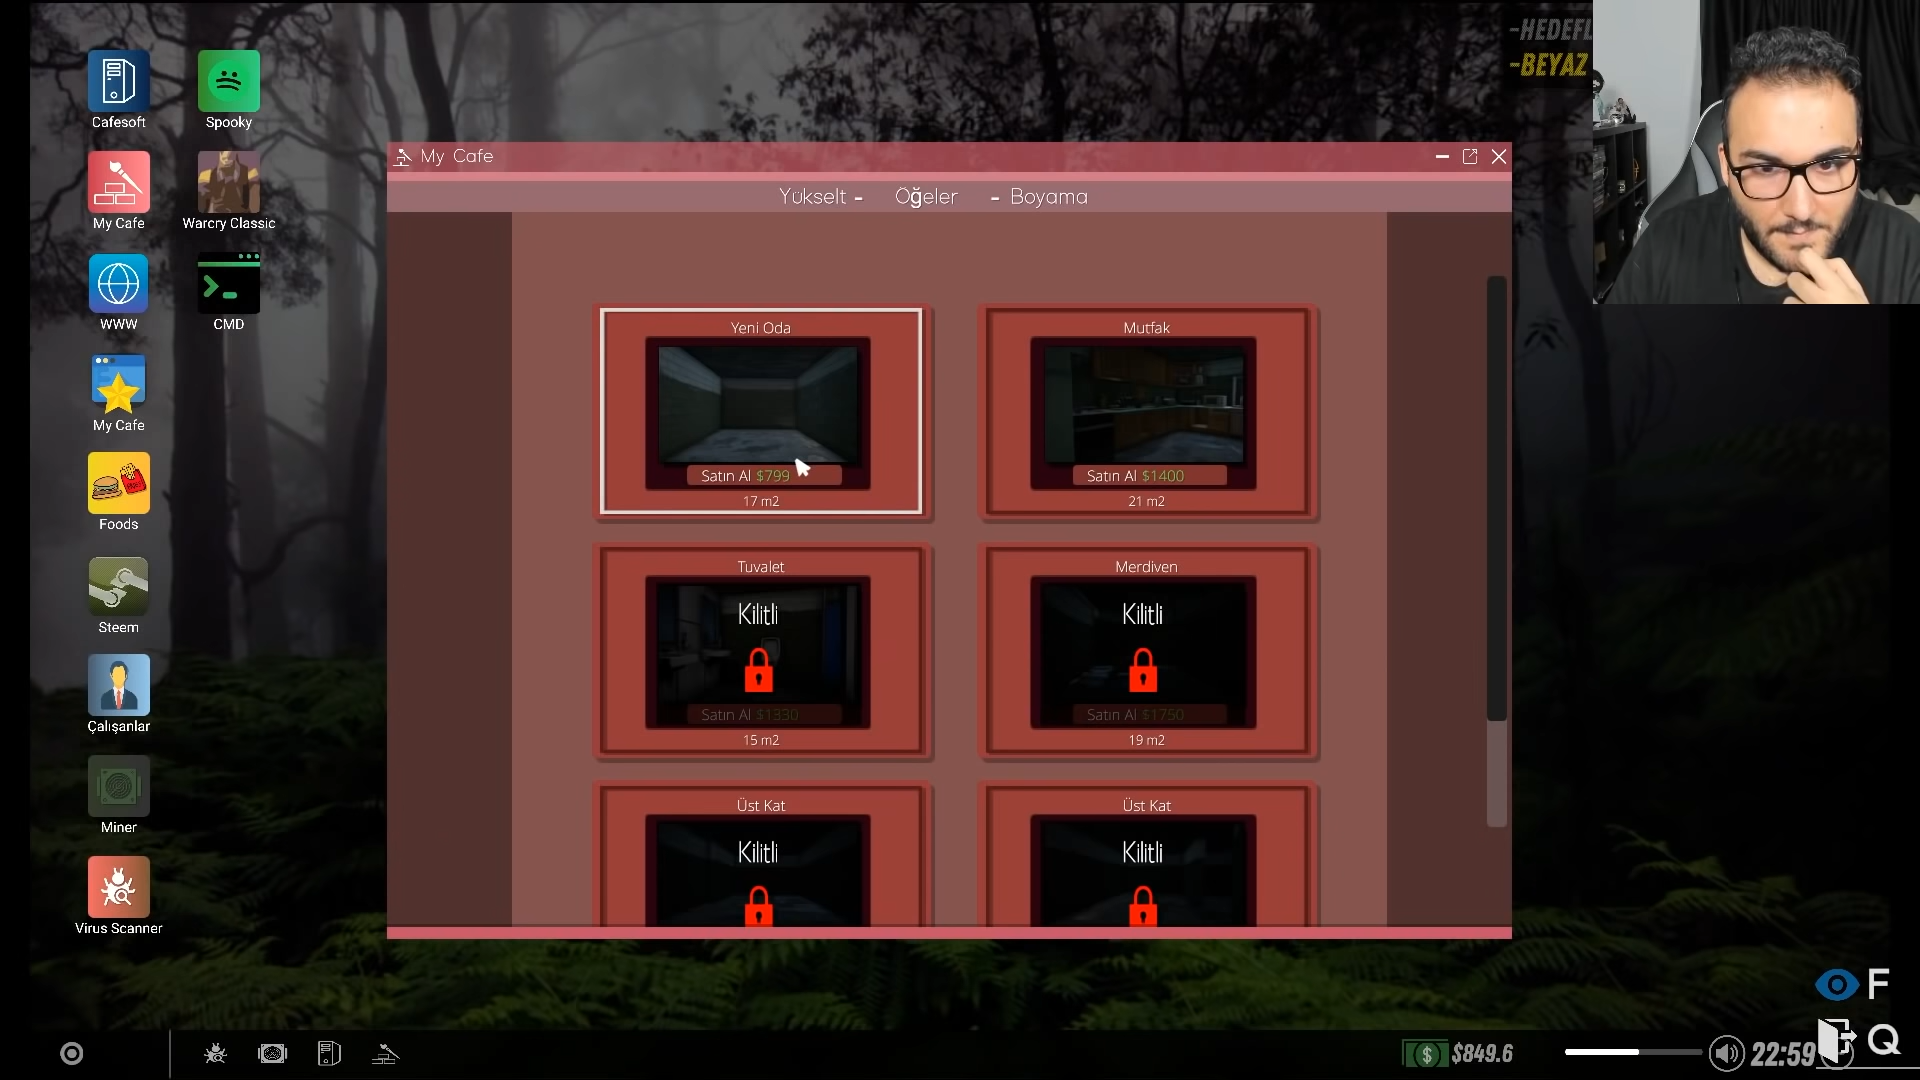 -HEDEFL
-BEYAZ
Cafesoft
Spooky
My Cafe
Warcry Classic
WWW
CMD
My Cafe
Foods
Steem
Çalışanlar
Miner
Virus Scanner
My Cafe
Yükselt - Öğeler - Boyama
Yeni Oda
Satın Al $799
17 m2
Mutfak
Satın Al $1400
21 m2
Tuvalet
Kilitli
Satın Al $1330
15 m2
Merdiven
Kilitli
Satın Al $1750
19 m2
Üst Kat
Kilitli
Üst Kat
Kilitli
F
Q
$849.6
22:59